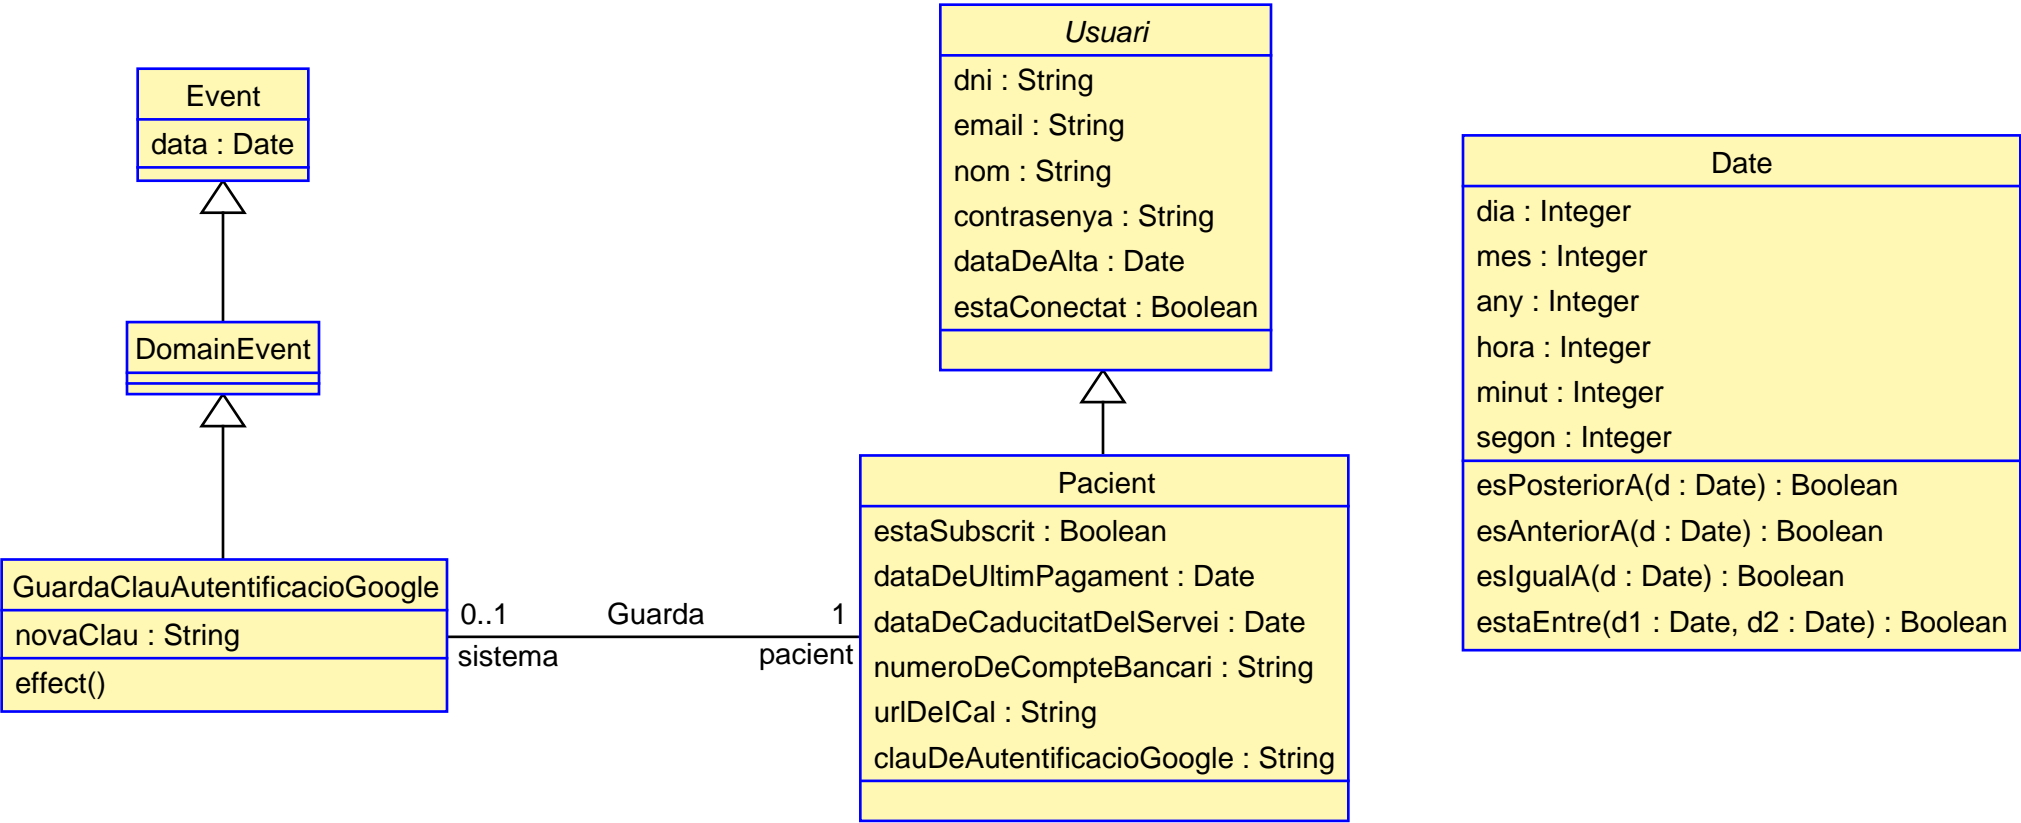 Event
data : Date
DomainEvent
GuardaClauAutentificacioGoogle
novaClau : String
effect()
0..1
Guarda
1
sistema
pacient
Usuari
dni : String
email : String
nom : String
contrasenya : String
dataDeAlta : Date
estaConectat : Boolean
Pacient
estaSubscrit : Boolean
dataDeUltimPagament : Date
dataDeCaducitatDelServei : Date
numeroDeCompteBancari : String
urlDeICal : String
clauDeAutentificacioGoogle : String
Date
dia : Integer
mes : Integer
any : Integer
hora : Integer
minut : Integer
segon : Integer
esPosteriorA(d : Date) : Boolean
esAnteriorA(d : Date) : Boolean
esIgualA(d : Date) : Boolean
estaEntre(d1 : Date, d2 : Date) : Boolean